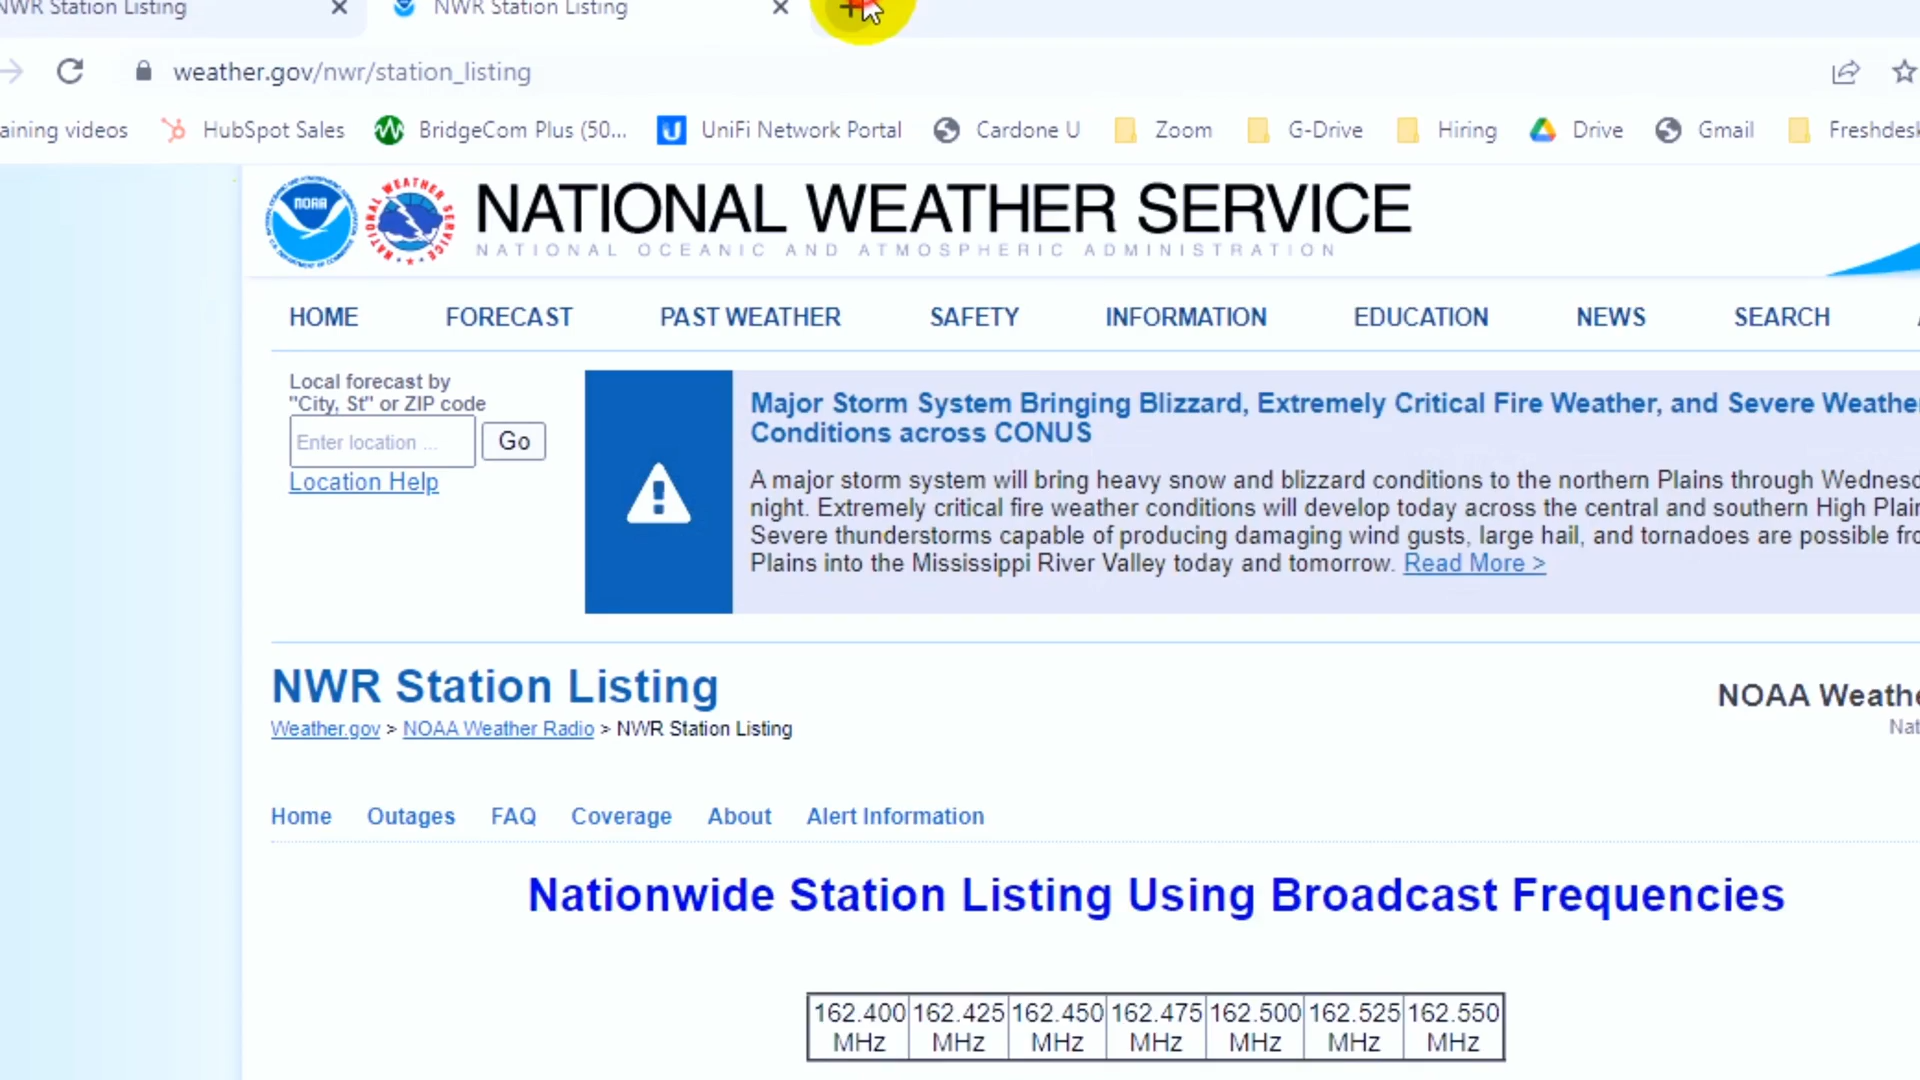 NWR Station Listing
NWR Station Listing
weather.gov/nwr/station_listing
aining videos
HubSpot Sales
BridgeCom Plus (50...
UniFi Network Portal
Cardone U
Zoom
G-Drive
Hiring
Drive
Gmail
Freshdesk
NOAA
NATIONAL WEATHER SERVICE
NATIONAL OCEANIC AND ATMOSPHERIC ADMINISTRATION
HOME
FORECAST
PAST WEATHER
SAFETY
INFORMATION
EDUCATION
NEWS
SEARCH
Local forecast by
"City, St" or ZIP code
Enter location ...
Go
Location Help
Major Storm System Bringing Blizzard, Extremely Critical Fire Weather, and Severe Weather
Conditions across CONUS
A major storm system will bring heavy snow and blizzard conditions to the northern Plains through Wednesd
night. Extremely critical fire weather conditions will develop today across the central and southern High Plain
Severe thunderstorms capable of producing damaging wind gusts, large hail, and tornadoes are possible fro
Plains into the Mississippi River Valley today and tomorrow. Read More >
NWR Station Listing
Weather.gov > NOAA Weather Radio > NWR Station Listing
NOAA Weathe
Nat
Home
Outages
FAQ
Coverage
About
Alert Information
Nationwide Station Listing Using Broadcast Frequencies
162.400 MHz
162.425 MHz
162.450 MHz
162.475 MHz
162.500 MHz
162.525 MHz
162.550 MHz